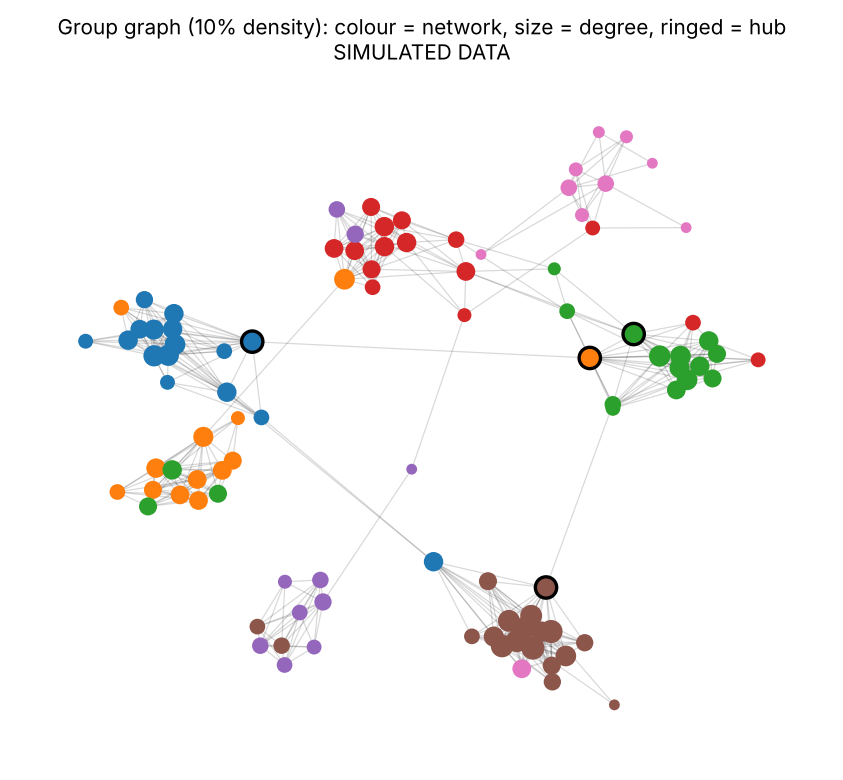 Group graph (10% density): colour = network, size = degree, ringed = hub
SIMULATED DATA